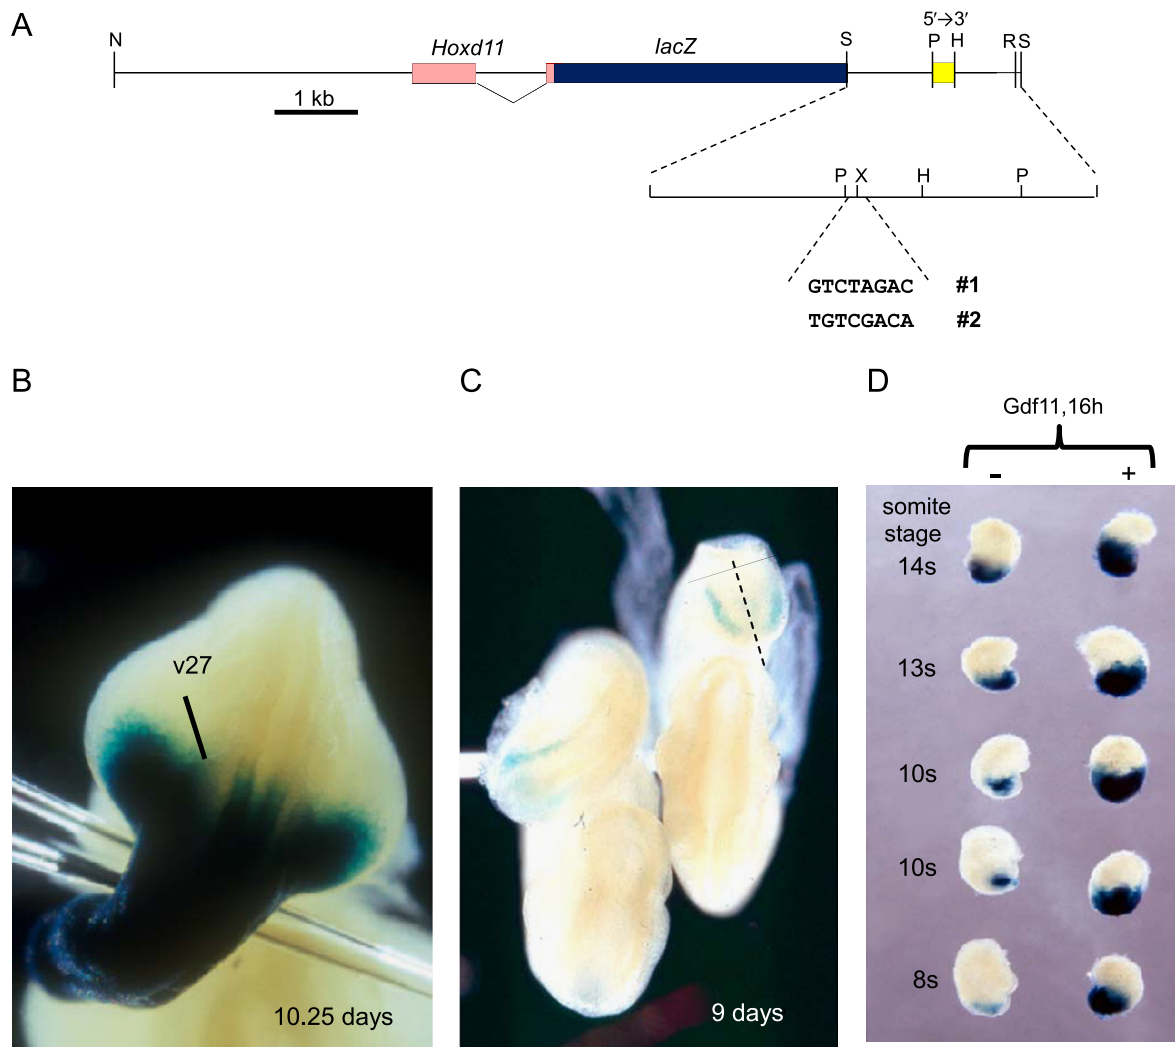 A
N
Hoxd11
lacZ
S
5′→3′
P H
R S
1 kb
P X H P
GTCTAGAC #1
TGTCGACA #2
B
v27
10.25 days
C
9 days
D
Gdf11,16h
- +
somite
stage
14s
13s
10s
10s
8s